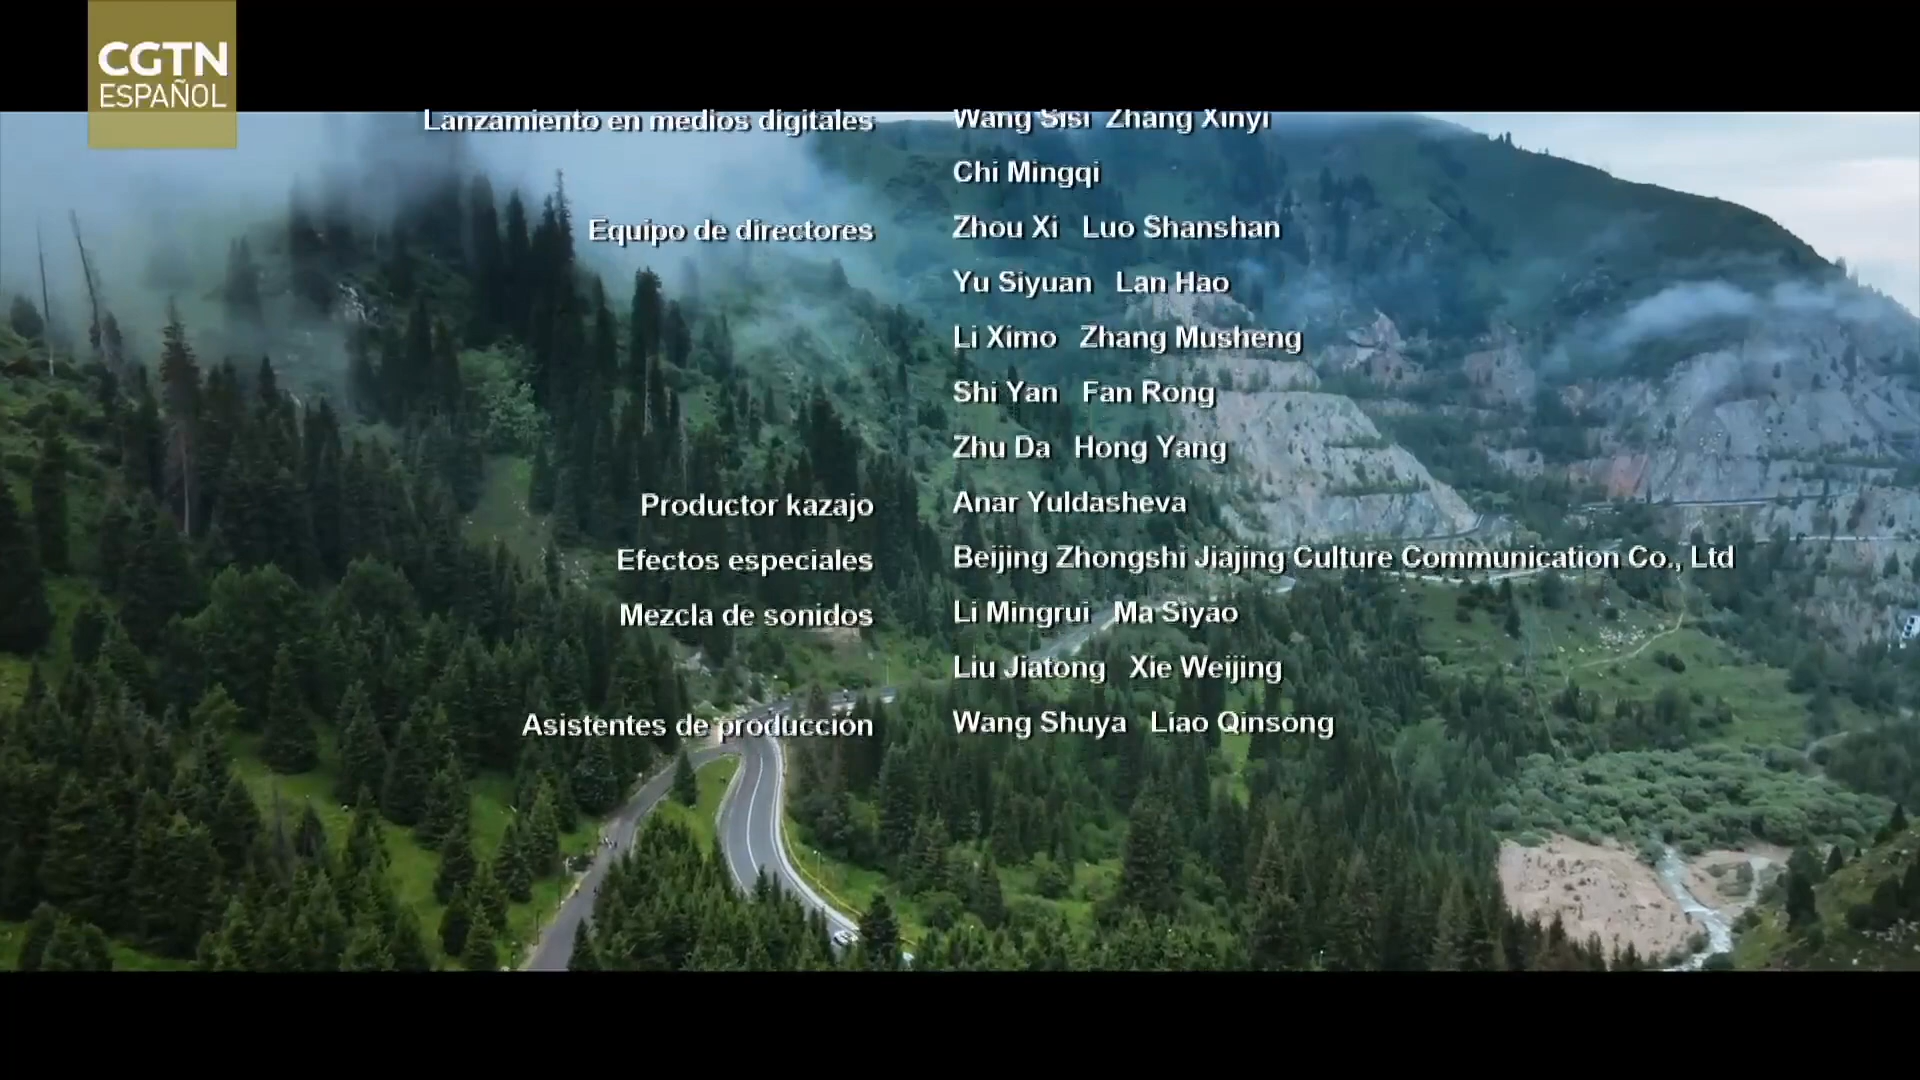 CGTN
ESPAÑOL
Lanzamiento en medios digitales Wang Sisi Zhang Xinyi
Chi Mingqi
Equipo de directores Zhou Xi Luo Shanshan
Yu Siyuan Lan Hao
Li Ximo Zhang Musheng
Shi Yan Fan Rong
Zhu Da Hong Yang
Productor kazajo Anar Yuldasheva
Efectos especiales Beijing Zhongshi Jiajing Culture Communication Co., Ltd
Mezcla de sonidos Li Mingrui Ma Siyao
Liu Jiatong Xie Weijing
Asistentes de producción Wang Shuya Liao Qinsong